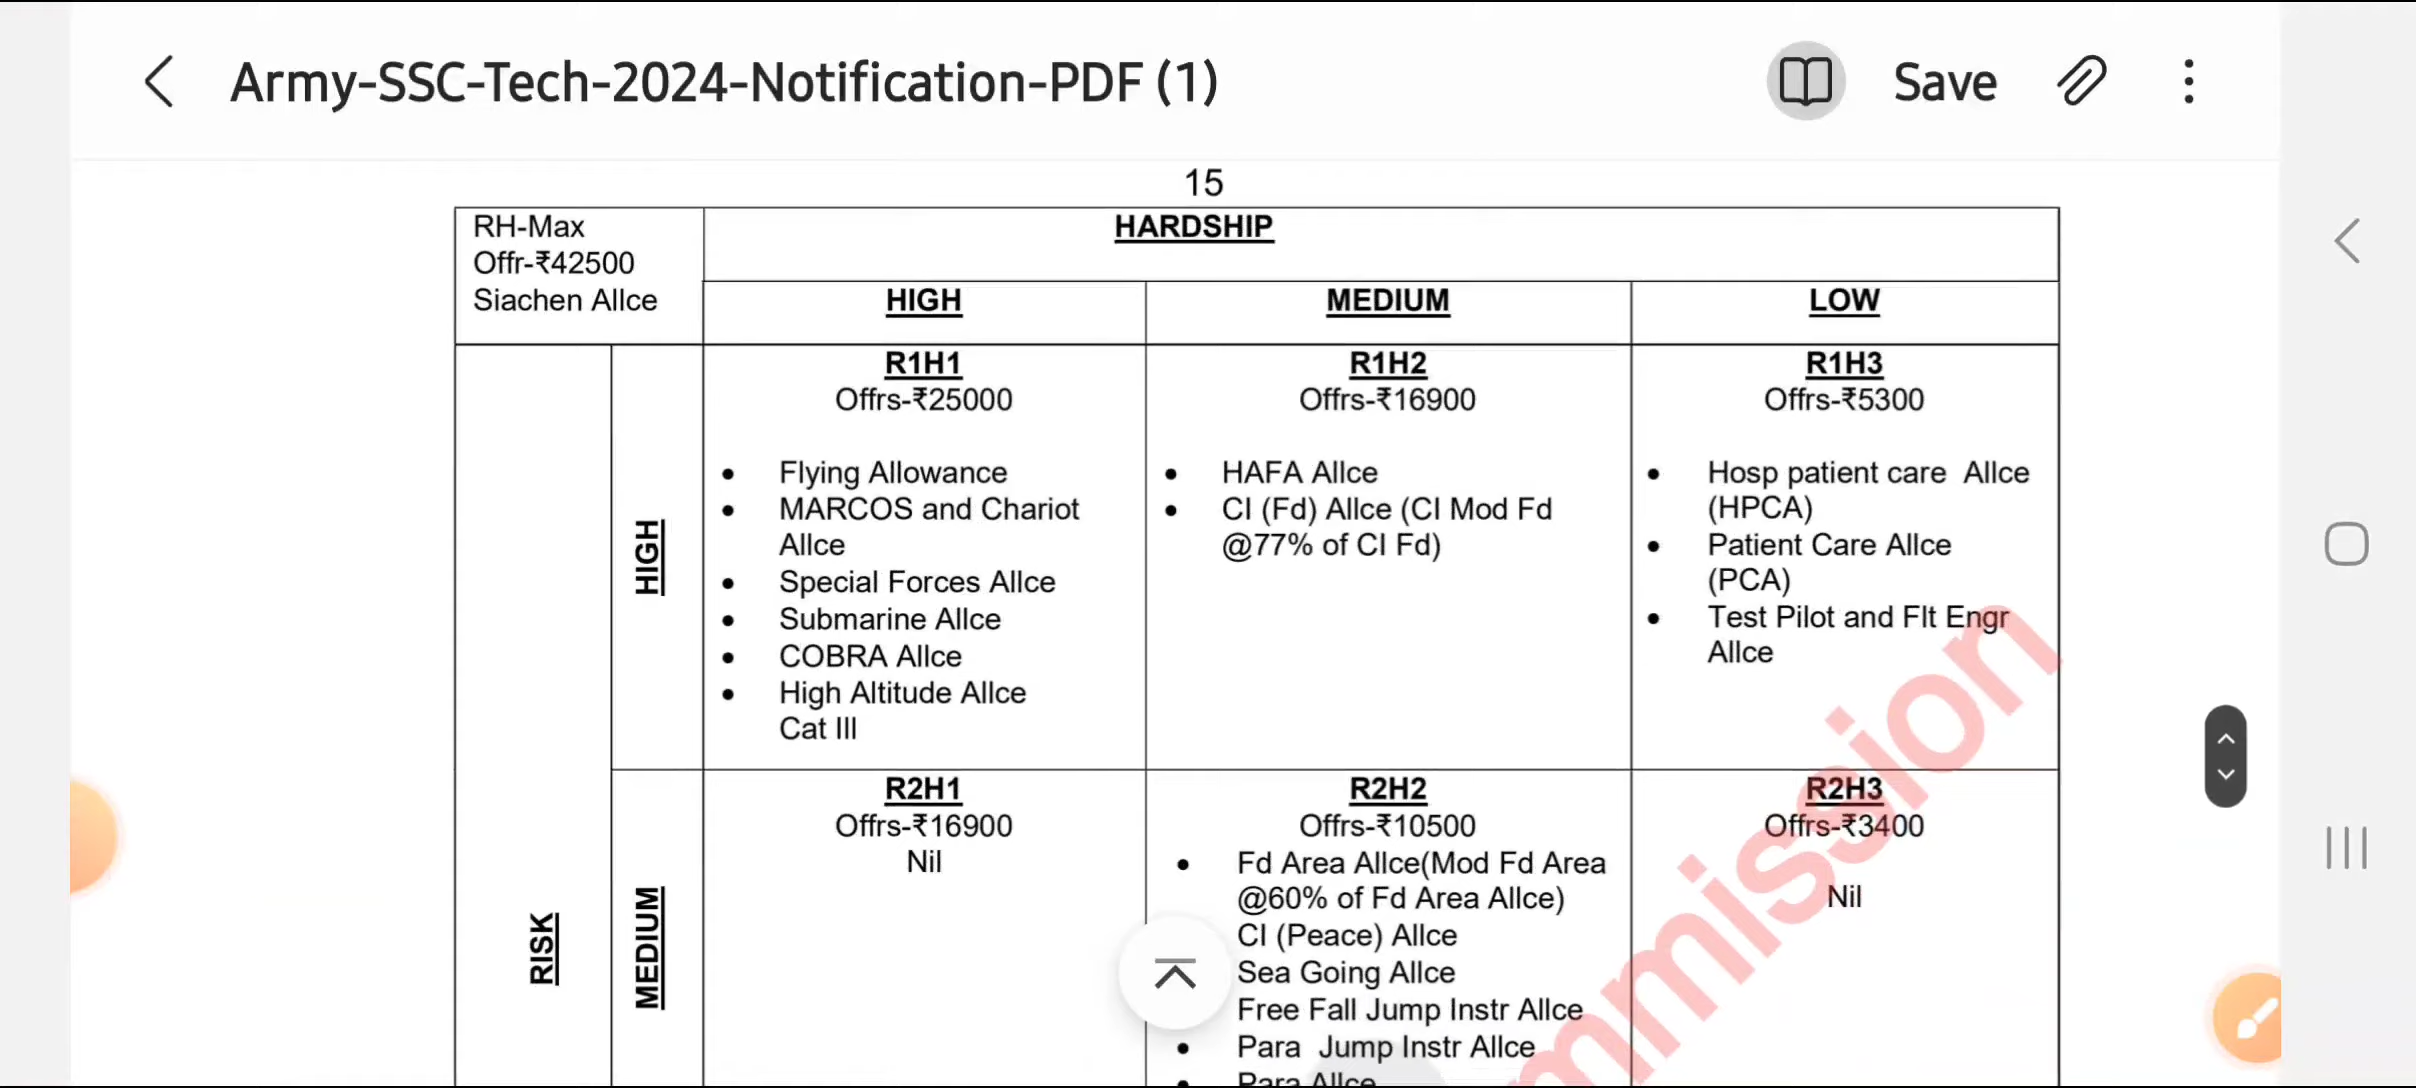 Army-SSC-Tech-2024-Notification-PDF (1)
Save
15
RH-Max
Offr-₹42500
Siachen Allce
HARDSHIP
HIGH
MEDIUM
LOW
RISK
HIGH
R1H1
Offrs-₹25000
• Flying Allowance
• MARCOS and Chariot
Allce
• Special Forces Allce
• Submarine Allce
• COBRA Allce
• High Altitude Allce
Cat III
R1H2
Offrs-₹16900
• HAFA Allce
• CI (Fd) Allce (CI Mod Fd
@77% of CI Fd)
R1H3
Offrs-₹5300
• Hosp patient care Allce
(HPCA)
• Patient Care Allce
(PCA)
• Test Pilot and Flt Engr
Allce
MEDIUM
R2H1
Offrs-₹16900
Nil
R2H2
Offrs-₹10500
• Fd Area Allce(Mod Fd Area
@60% of Fd Area Allce)
CI (Peace) Allce
Sea Going Allce
Free Fall Jump Instr Allce
• Para Jump Instr Allce
• Para Allce
R2H3
Offrs-₹3400
Nil
mmission